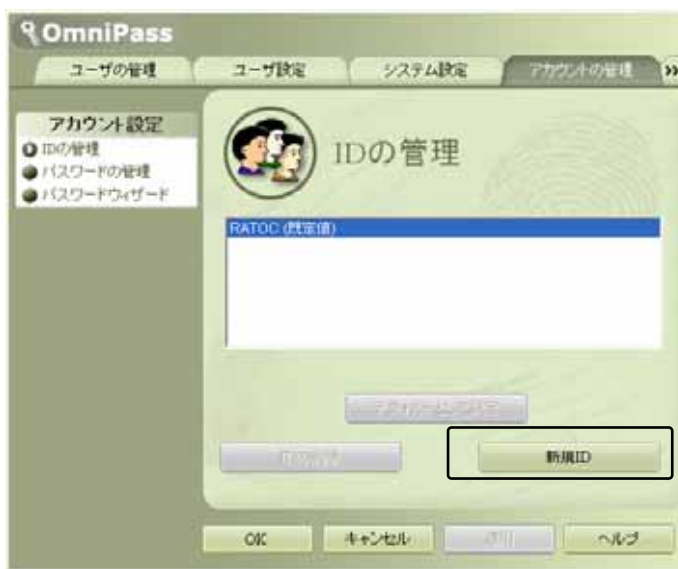 OmniPass
ユーザの管理 ユーザ設定 システム設定 アカウントの管理 »
アカウント設定
IDの管理
パスワードの管理
パスワードウィザード
IDの管理
RATOC (既定値)
新規ID
OK キャンセル 適用 ヘルプ